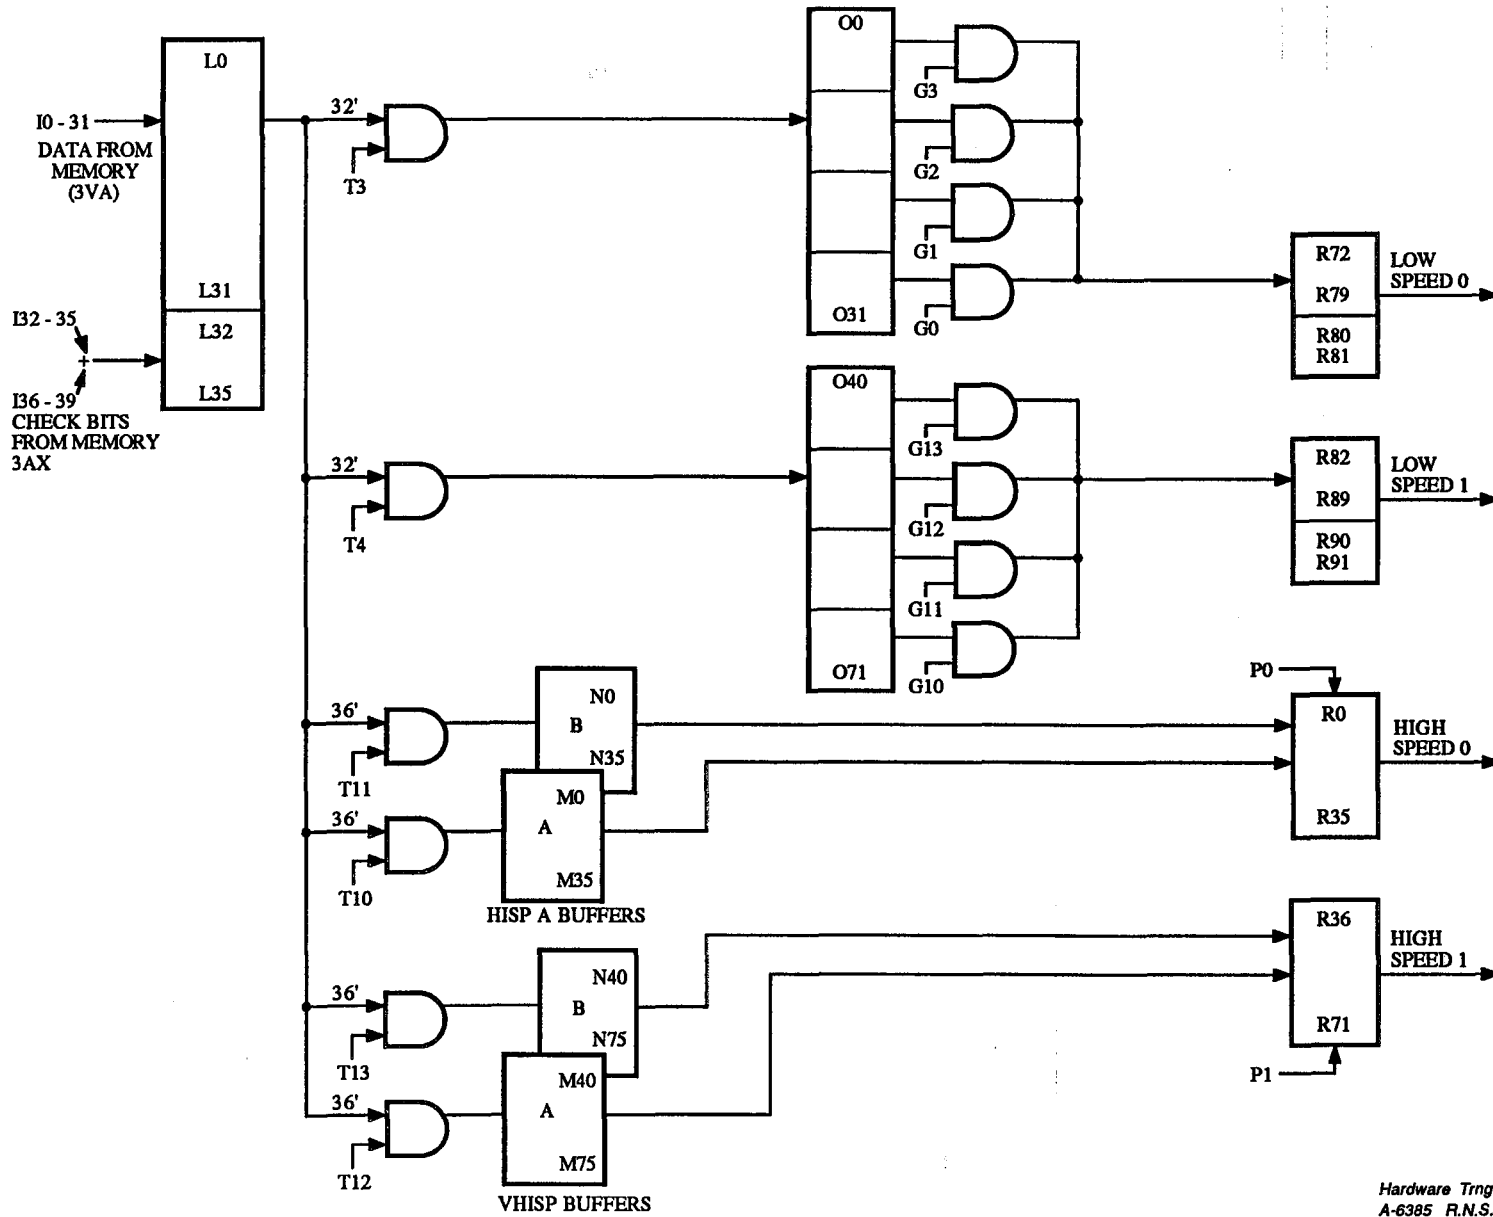 L0
I0 - 31
DATA FROM
MEMORY
(3VA)
L31
I32 - 35
+
L32
L35
I36 - 39
CHECK BITS
FROM MEMORY
3AX
32'
T3
O0
O31
G3
G2
G1
G0
R72
R79
R80
R81
LOW
SPEED 0
32'
T4
O40
O71
G13
G12
G11
G10
R82
R89
R90
R91
LOW
SPEED 1
36'
T11
N0
B
N35
36'
T10
M0
A
M35
HISP A BUFFERS
P0
R0
R35
HIGH
SPEED 0
36'
T13
N40
B
N75
36'
T12
M40
A
M75
VHISP BUFFERS
R36
R71
P1
HIGH
SPEED 1
Hardware Trng
A-6385 R.N.S.